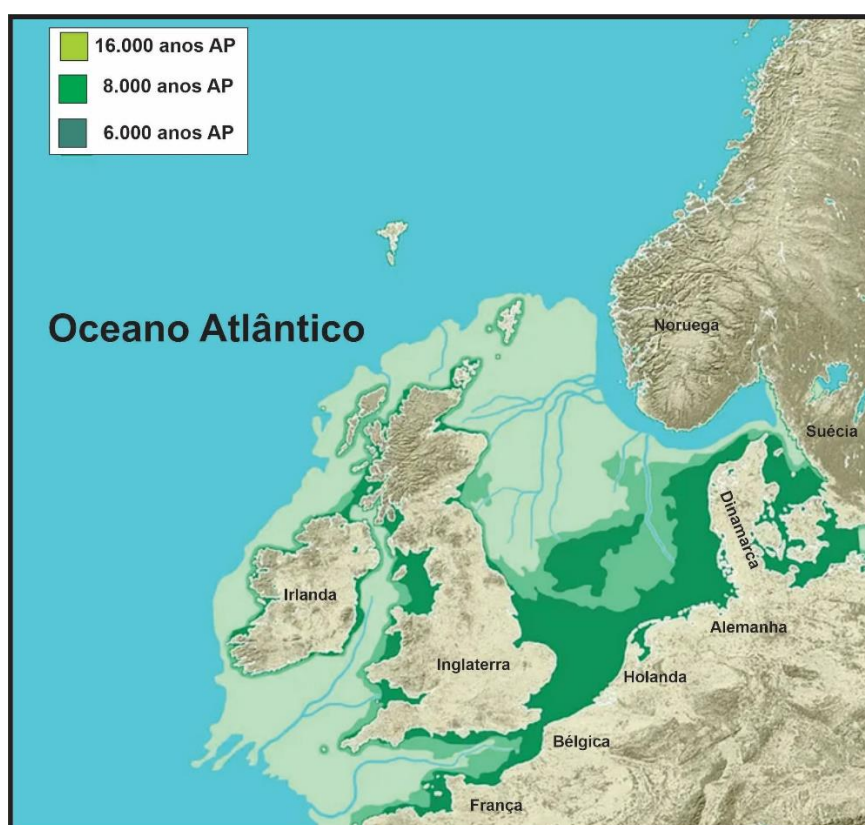 16.000 anos AP
8.000 anos AP
6.000 anos AP
Oceano Atlântico
Noruega
Suécia
Dinamarca
Irlanda
Alemanha
Inglaterra
Holanda
Bélgica
França